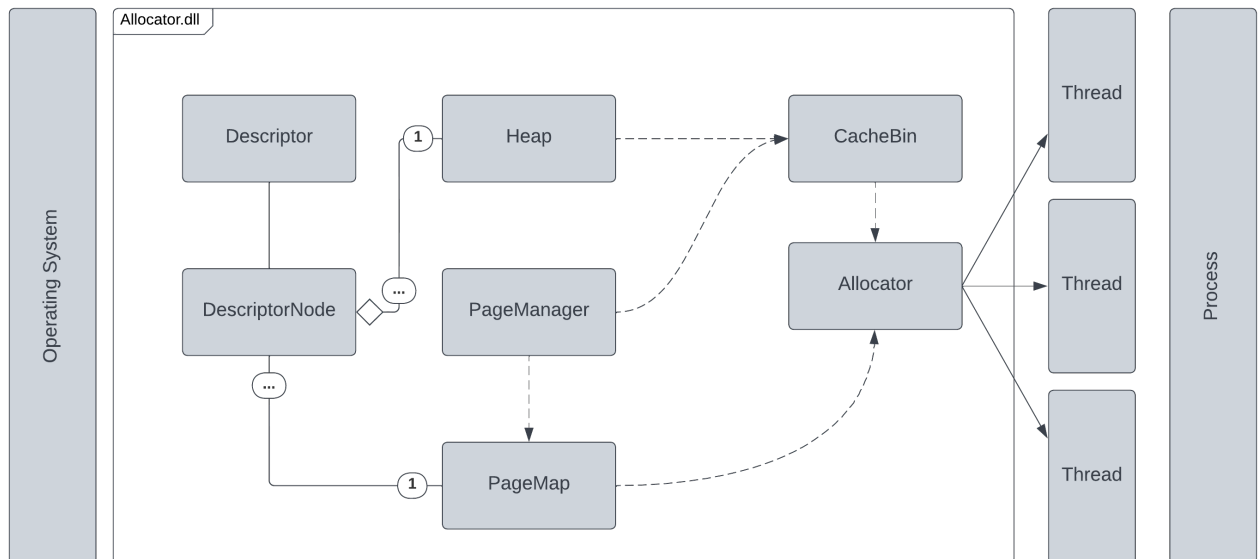 Allocator.dll
Operating System
Descriptor
1
Heap
CacheBin
Thread
DescriptorNode
...
PageManager
Allocator
Thread
Process
...
1
PageMap
Thread